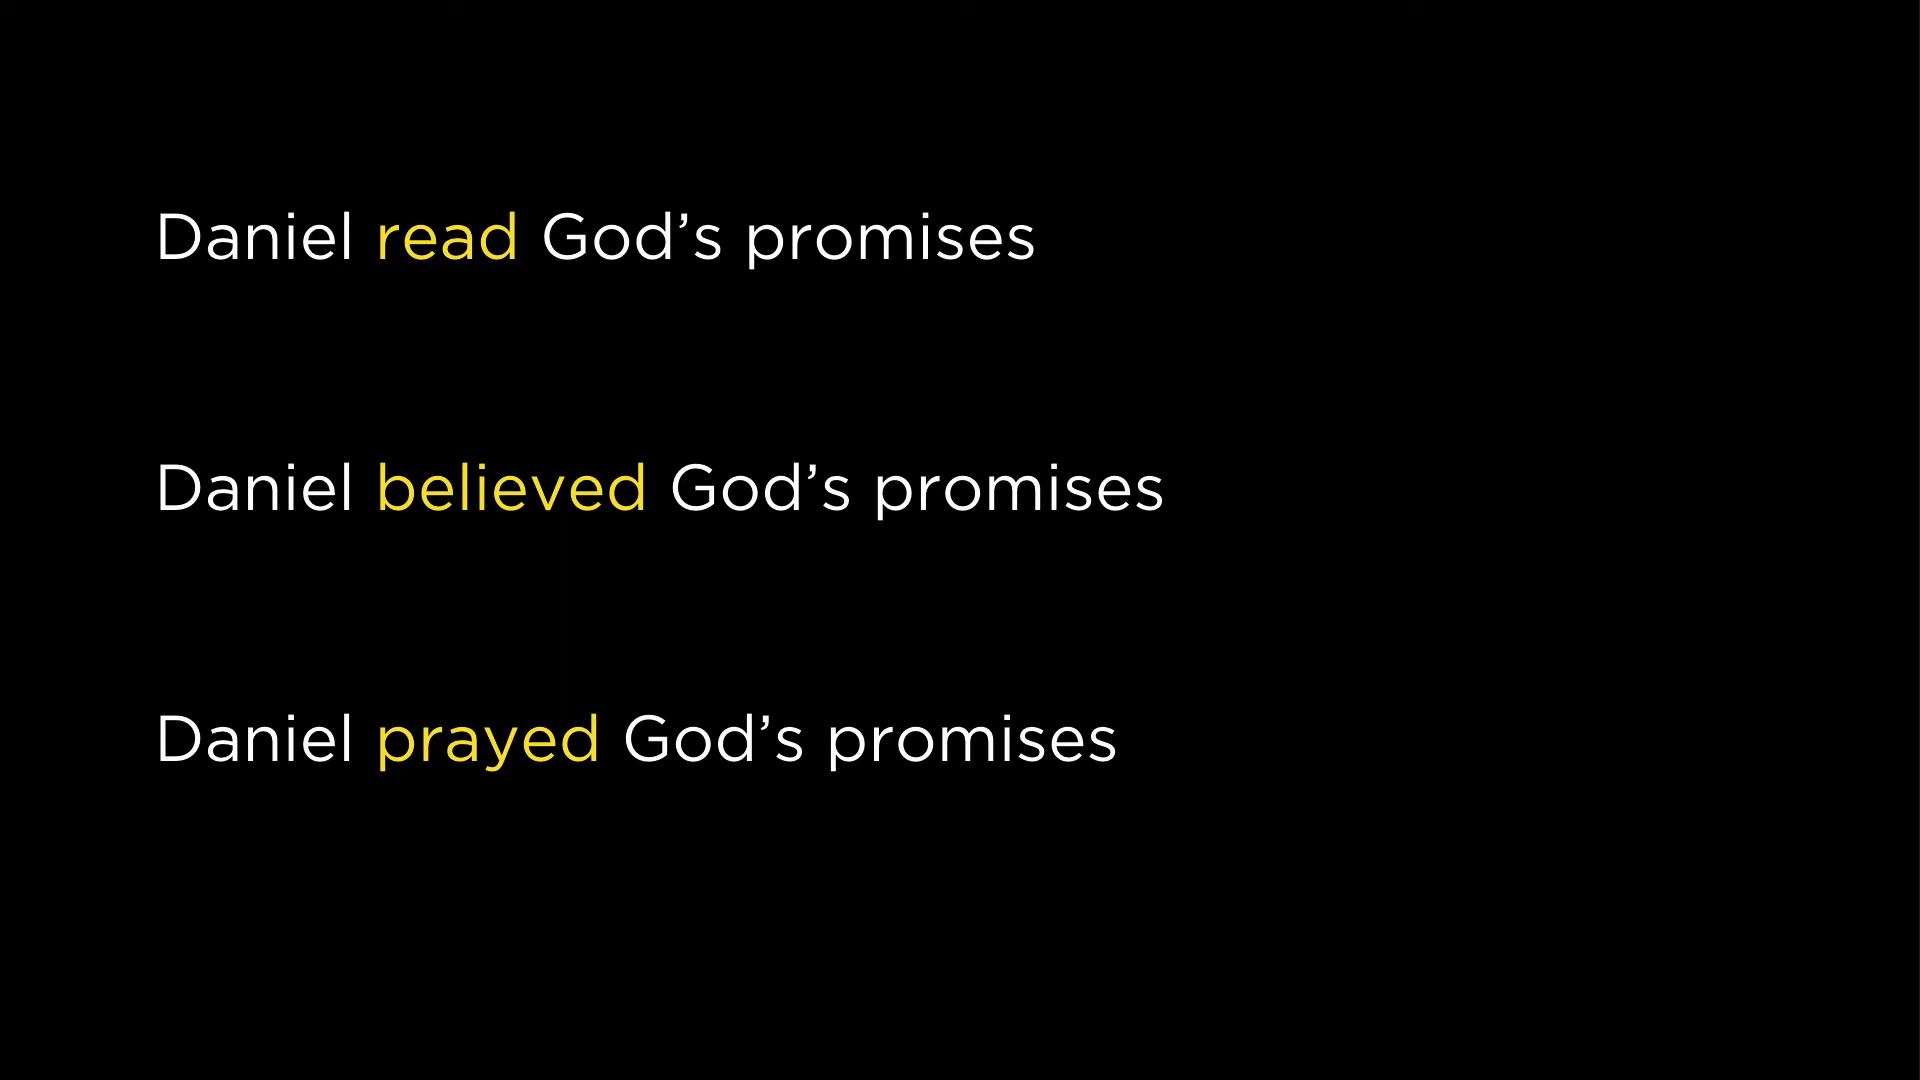 Daniel read God’s promises
Daniel believed God’s promises
Daniel prayed God’s promises